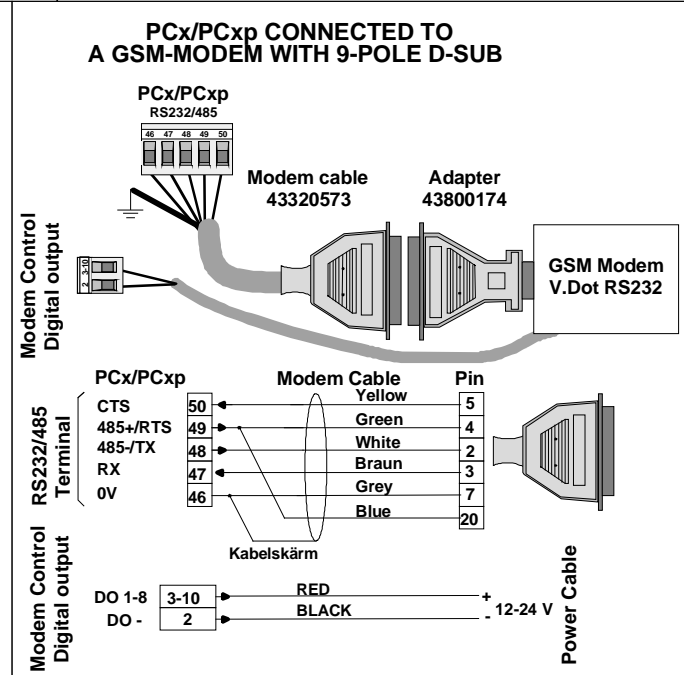 PCx/PCxp CONNECTED TO
A GSM-MODEM WITH 9-POLE D-SUB
PCx/PCxp
RS232/485
46 47 48 49 50
Modem cable
43320573
Adapter
43800174
GSM Modem
V.Dot RS232
Modem Control
Digital output
2 3-10
PCx/PCxp Modem Cable Pin
RS232/485
Terminal
CTS 50 Yellow 5
485+/RTS 49 Green 4
485-/TX 48 White 2
RX 47 Braun 3
0V 46 Grey 7
Blue 20
Kabelskärm
Modem Control
Digital output
DO 1-8 3-10 RED +
DO - 2 BLACK -
12-24 V
Power Cable